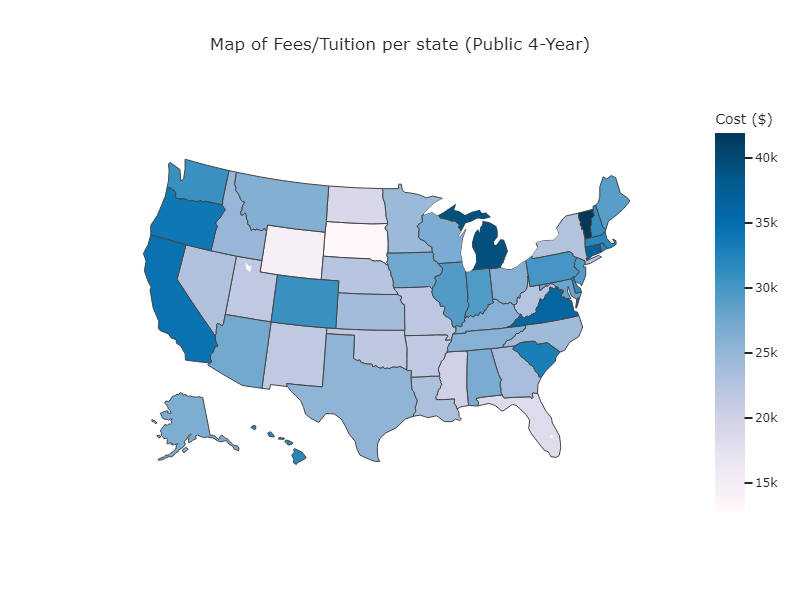 Map of Fees/Tuition per state (Public 4-Year)
Cost ($)
40k
35k
30k
25k
20k
15k